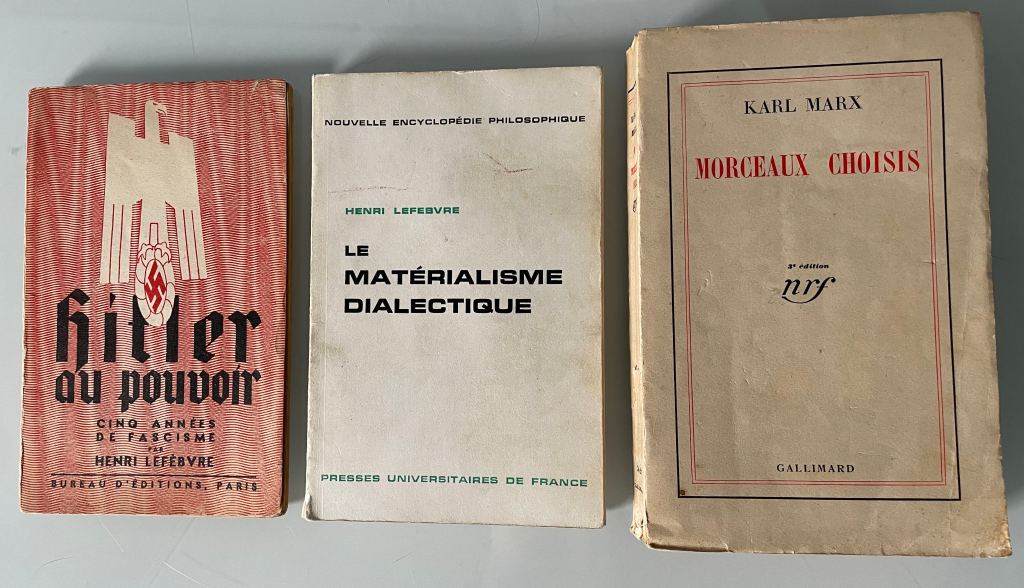 hitler
au pouvoir
CINQ ANNÉES
DE FASCISME
PAR
HENRI LEFÈBVRE
BUREAU D'ÉDITIONS, PARIS
NOUVELLE ENCYCLOPÉDIE PHILOSOPHIQUE
HENRI LEFEBVRE
LE
MATÉRIALISME
DIALECTIQUE
PRESSES UNIVERSITAIRES DE FRANCE
KARL MARX
MORCEAUX CHOISIS
3e édition
nrf
GALLIMARD